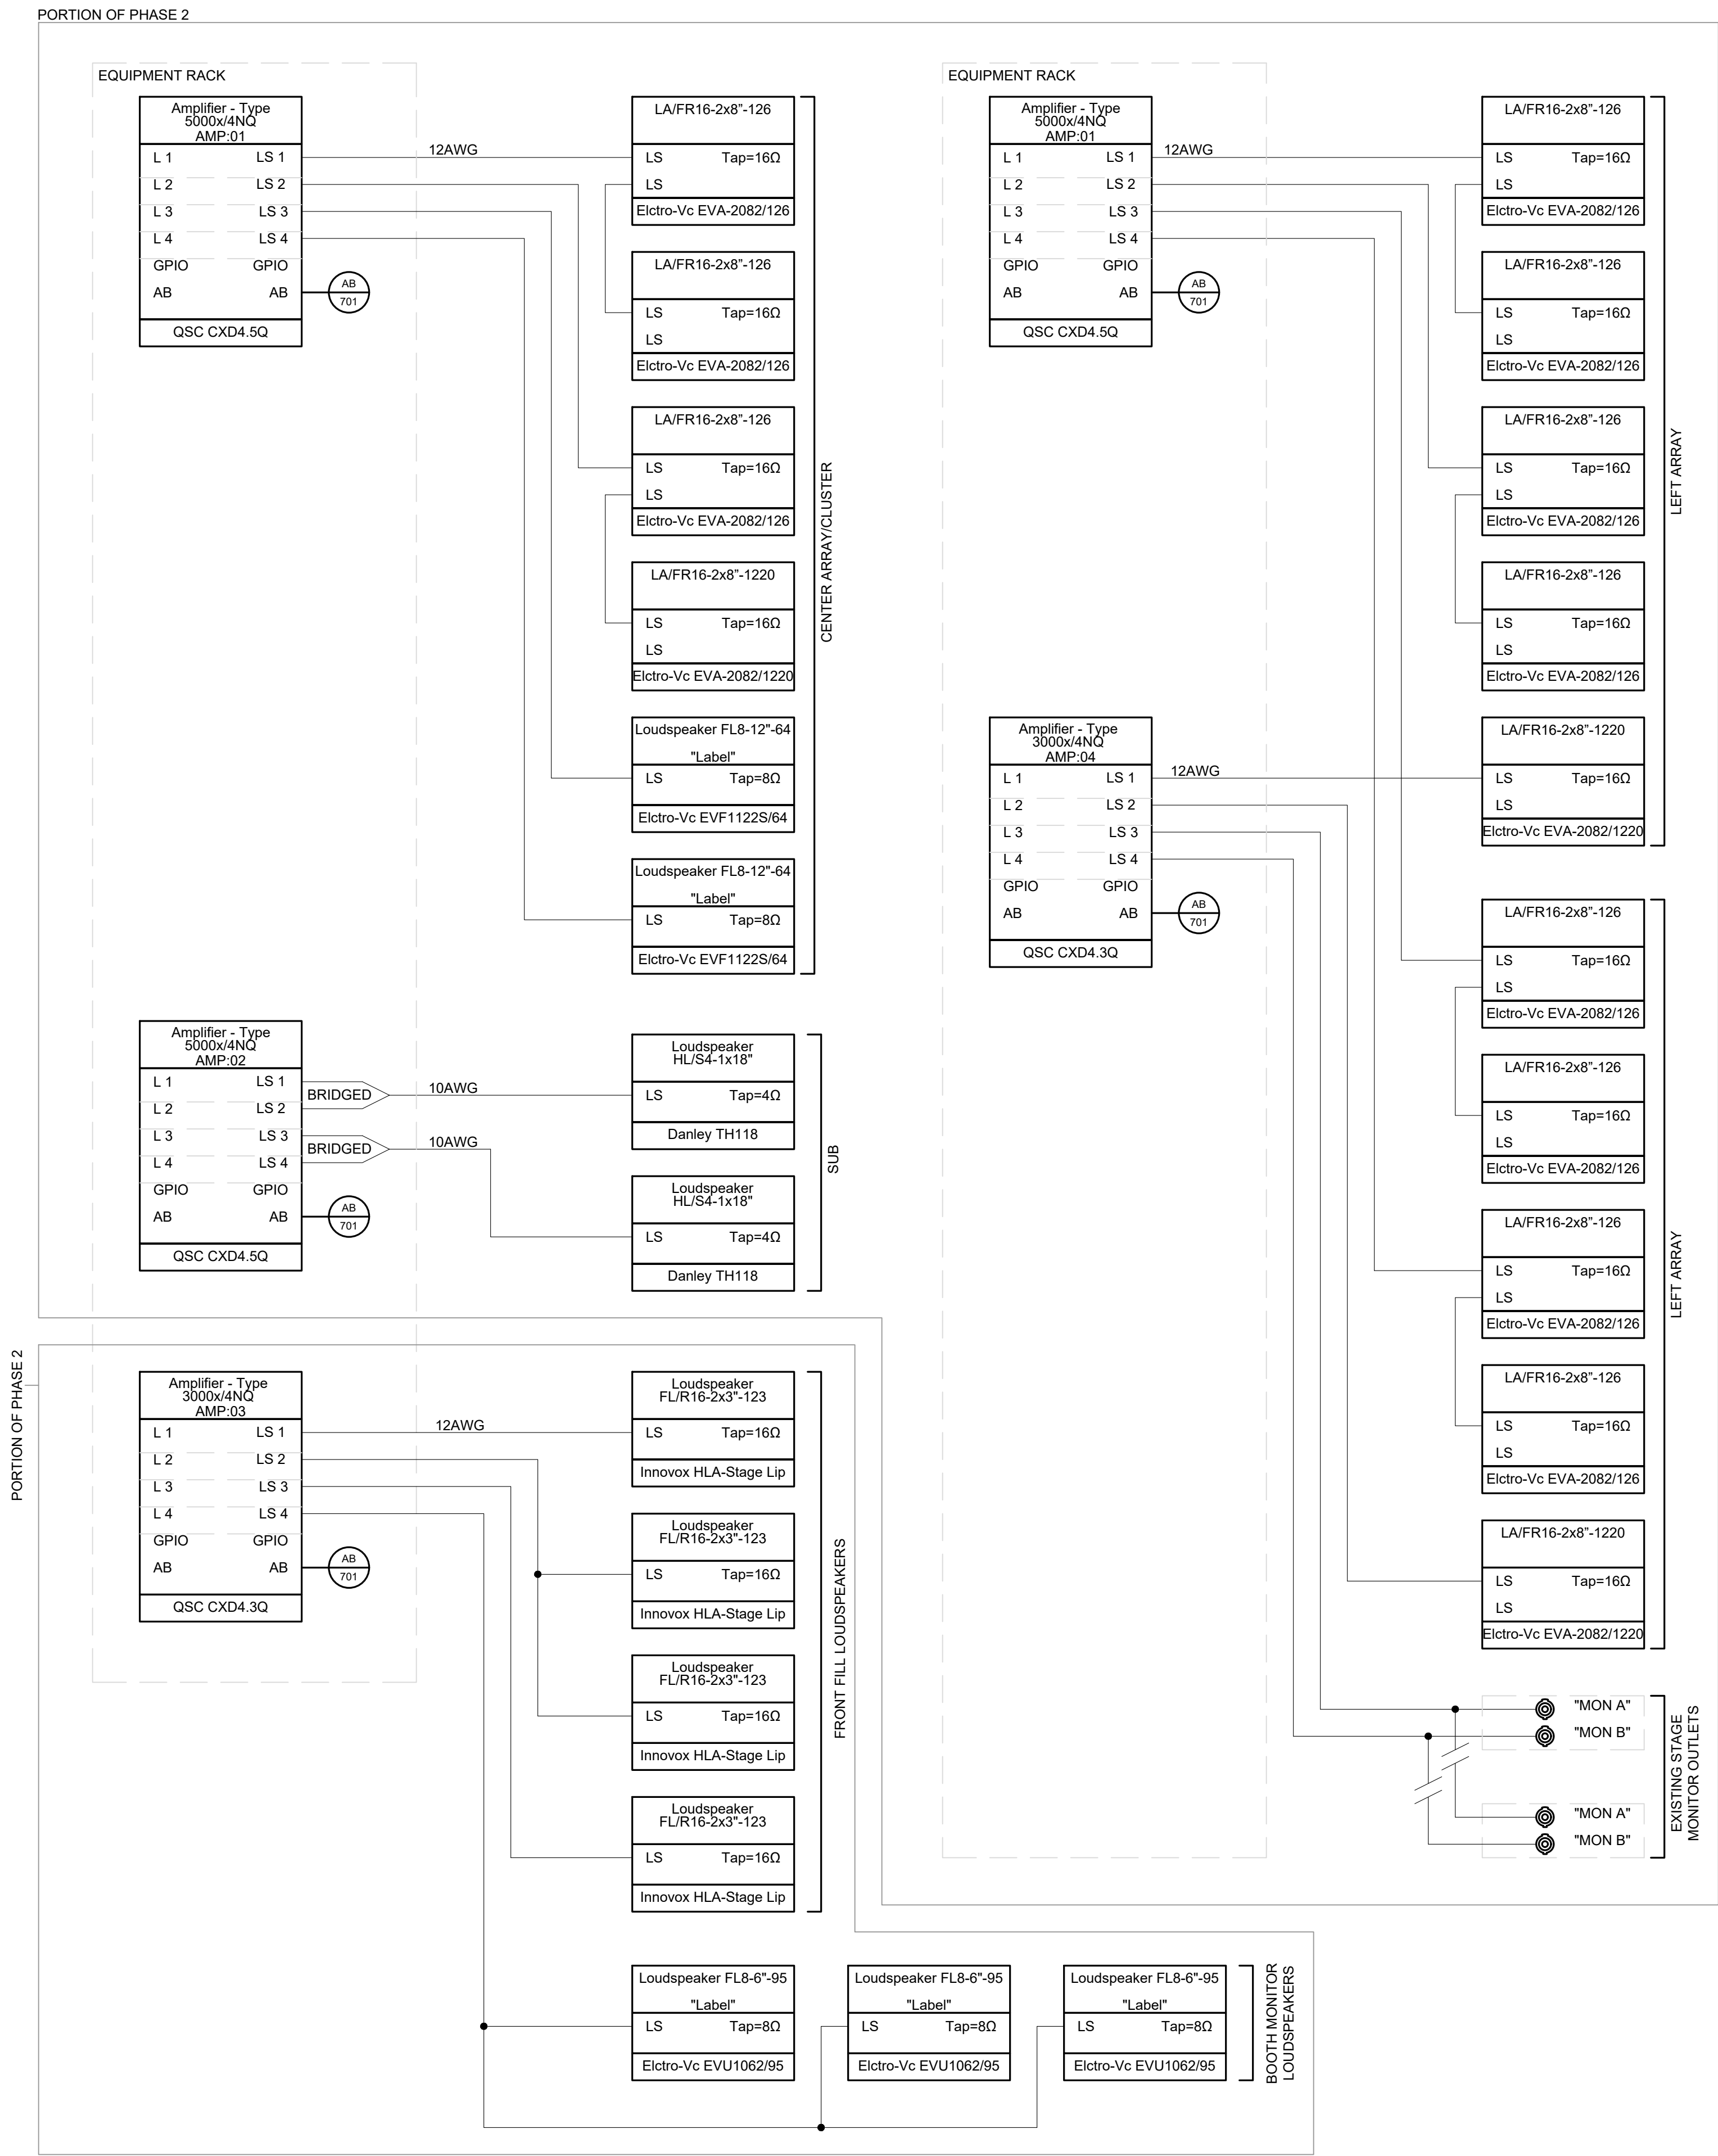 PORTION OF PHASE 2
EQUIPMENT RACK
Amplifier - Type
5000x/4NQ
AMP:01
L 1 LS 1
L 2 LS 2
L 3 LS 3
L 4 LS 4
GPIO GPIO
AB AB
AB
701
QSC CXD4.5Q
12AWG
LA/FR16-2x8”-126
LS Tap=16Ω
LS
Elctro-Vc EVA-2082/126
LA/FR16-2x8”-126
LS Tap=16Ω
LS
Elctro-Vc EVA-2082/126
LA/FR16-2x8”-126
LS Tap=16Ω
LS
Elctro-Vc EVA-2082/126
LA/FR16-2x8”-1220
LS Tap=16Ω
LS
Elctro-Vc EVA-2082/1220
Loudspeaker FL8-12"-64
"Label"
LS Tap=8Ω
Elctro-Vc EVF1122S/64
Loudspeaker FL8-12"-64
"Label"
LS Tap=8Ω
Elctro-Vc EVF1122S/64
CENTER ARRAY/CLUSTER
Amplifier - Type
5000x/4NQ
AMP:02
L 1 LS 1
L 2 LS 2
L 3 LS 3
L 4 LS 4
GPIO GPIO
AB AB
AB
701
QSC CXD4.5Q
BRIDGED
10AWG
BRIDGED
10AWG
Loudspeaker
HL/S4-1x18"
LS Tap=4Ω
Danley TH118
Loudspeaker
HL/S4-1x18"
LS Tap=4Ω
Danley TH118
SUB
EQUIPMENT RACK
Amplifier - Type
5000x/4NQ
AMP:01
L 1 LS 1
L 2 LS 2
L 3 LS 3
L 4 LS 4
GPIO GPIO
AB AB
AB
701
QSC CXD4.5Q
12AWG
LA/FR16-2x8”-126
LS Tap=16Ω
LS
Elctro-Vc EVA-2082/126
LA/FR16-2x8”-126
LS Tap=16Ω
LS
Elctro-Vc EVA-2082/126
LA/FR16-2x8”-126
LS Tap=16Ω
LS
Elctro-Vc EVA-2082/126
LA/FR16-2x8”-126
LS Tap=16Ω
LS
Elctro-Vc EVA-2082/126
LA/FR16-2x8”-1220
LS Tap=16Ω
LS
Elctro-Vc EVA-2082/1220
LEFT ARRAY
Amplifier - Type
3000x/4NQ
AMP:04
L 1 LS 1
L 2 LS 2
L 3 LS 3
L 4 LS 4
GPIO GPIO
AB AB
AB
701
QSC CXD4.3Q
12AWG
LA/FR16-2x8”-126
LS Tap=16Ω
LS
Elctro-Vc EVA-2082/126
LA/FR16-2x8”-126
LS Tap=16Ω
LS
Elctro-Vc EVA-2082/126
LA/FR16-2x8”-126
LS Tap=16Ω
LS
Elctro-Vc EVA-2082/126
LA/FR16-2x8”-126
LS Tap=16Ω
LS
Elctro-Vc EVA-2082/126
LA/FR16-2x8”-1220
LS Tap=16Ω
LS
Elctro-Vc EVA-2082/1220
LEFT ARRAY
"MON A"
"MON B"
"MON A"
"MON B"
EXISTING STAGE
MONITOR OUTLETS
PORTION OF PHASE 2
Amplifier - Type
3000x/4NQ
AMP:03
L 1 LS 1
L 2 LS 2
L 3 LS 3
L 4 LS 4
GPIO GPIO
AB AB
AB
701
QSC CXD4.3Q
12AWG
Loudspeaker
FL/R16-2x3"-123
LS Tap=16Ω
Innovox HLA-Stage Lip
Loudspeaker
FL/R16-2x3"-123
LS Tap=16Ω
Innovox HLA-Stage Lip
Loudspeaker
FL/R16-2x3"-123
LS Tap=16Ω
Innovox HLA-Stage Lip
Loudspeaker
FL/R16-2x3"-123
LS Tap=16Ω
Innovox HLA-Stage Lip
FRONT FILL LOUDSPEAKERS
Loudspeaker FL8-6"-95
"Label"
LS Tap=8Ω
Elctro-Vc EVU1062/95
Loudspeaker FL8-6"-95
"Label"
LS Tap=8Ω
Elctro-Vc EVU1062/95
Loudspeaker FL8-6"-95
"Label"
LS Tap=8Ω
Elctro-Vc EVU1062/95
BOOTH MONITOR
LOUDSPEAKERS